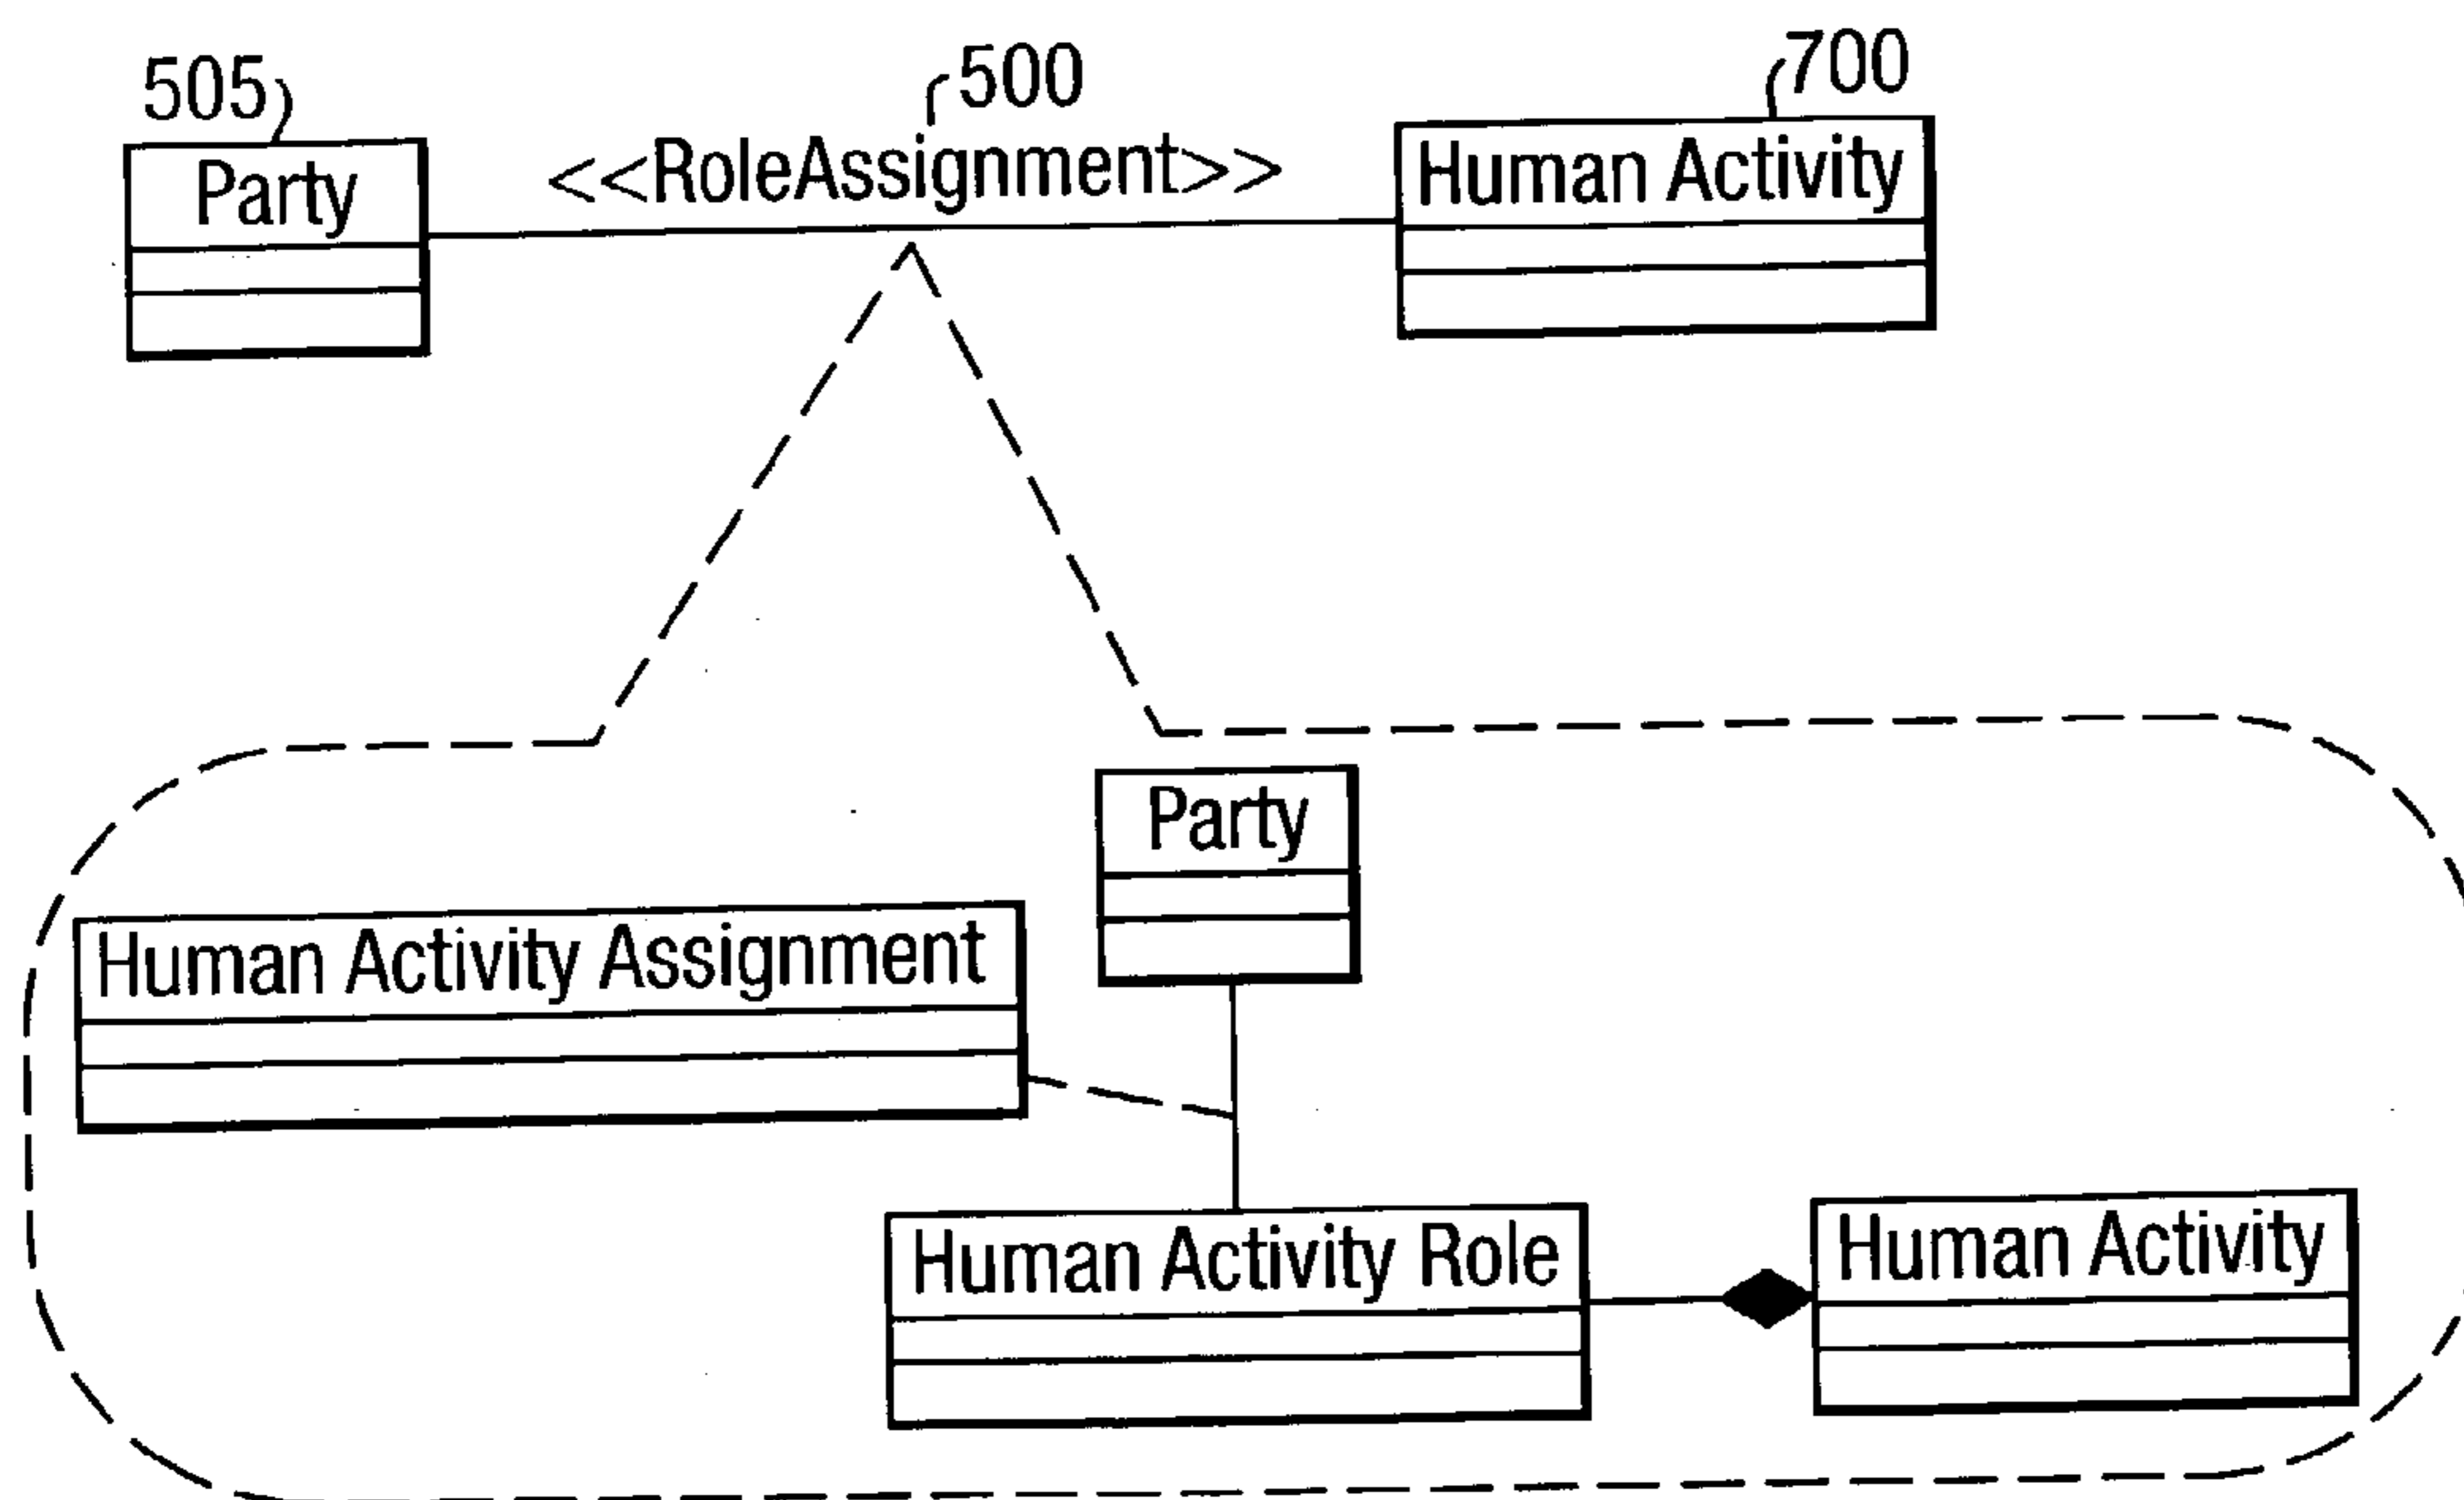 505
500
700
Party
<<RoleAssignment>>
Human Activity
Party
Human Activity Assignment
Human Activity Role
Human Activity